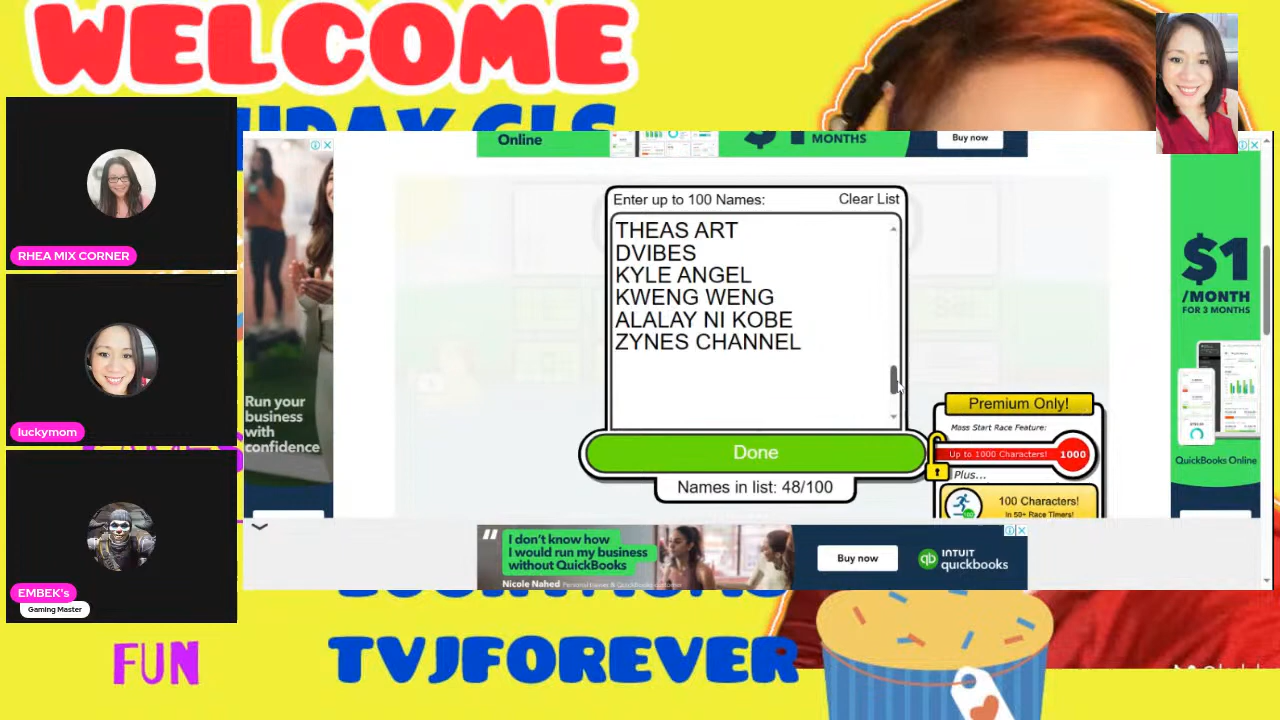 WELCOME
Online
$1
MONTHS
Buy now
Enter up to 100 Names:
Clear List
THEAS ART
DVIBES
KYLE ANGEL
KWENG WENG
ALALAY NI KOBE
ZYNES CHANNEL
Done
Names in list: 48/100
Premium Only!
Mass Start Race Feature:
Up to 1000 Characters!
1000
Plus...
100 Characters!
In 50+ Race Timers!
RHEA MIX CORNER
luckymom
EMBEK's
Gaming Master
Run your
business
with
confidence
$1
/MONTH
FOR 3 MONTHS
QuickBooks Online
I don't know how
I would run my business
without QuickBooks
Nicole Nahed
Buy now
INTUIT
quickbooks
FUN
TVJFOREVER